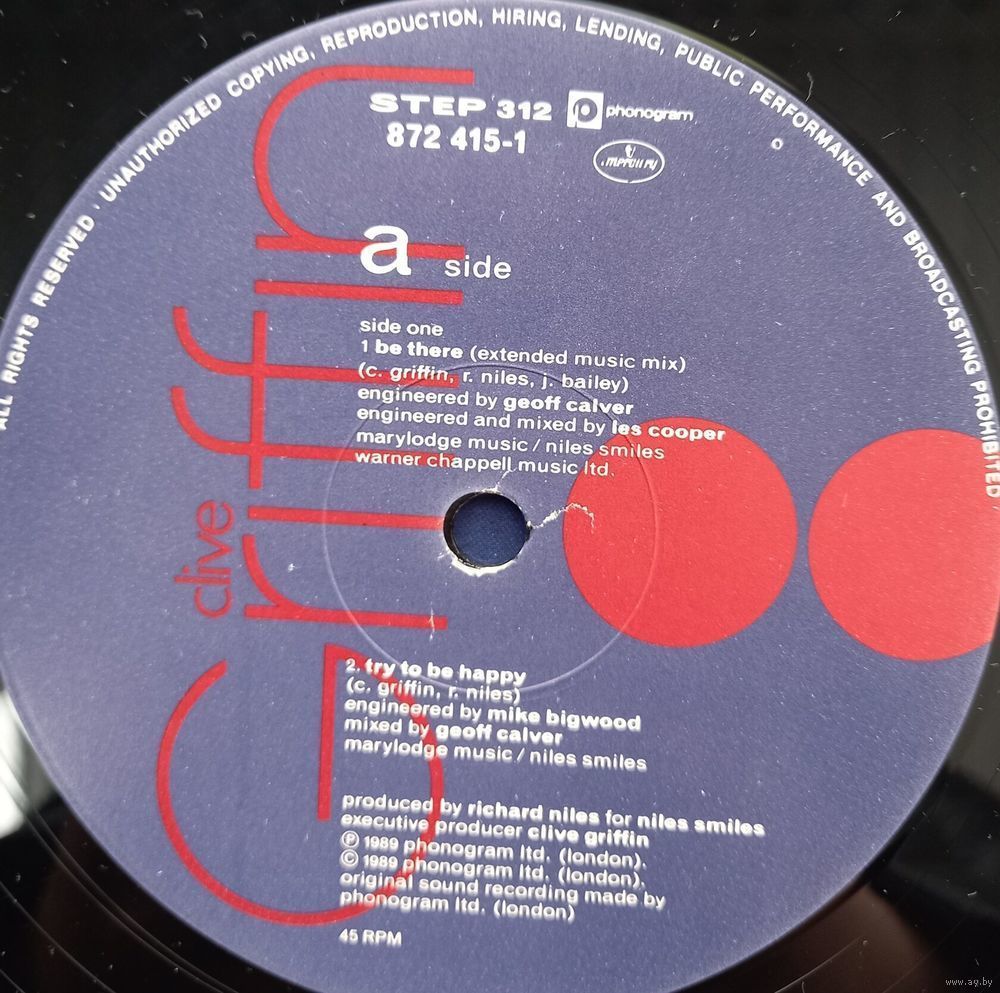 ALL RIGHTS RESERVED · UNAUTHORIZED COPYING, REPRODUCTION, HIRING, LENDING, PUBLIC PERFORMANCE AND BROADCASTING PROHIBITED
STEP 312 phonogram
872 415-1
mercury
a side
clive
Griffin
side one
1 be there (extended music mix)
(c. griffin, r. niles, j. bailey)
engineered by geoff calver
engineered and mixed by les cooper
marylodge music / niles smiles
warner chappell music ltd.
2. try to be happy
(c. griffin, r. niles)
engineered by mike bigwood
mixed by geoff calver
marylodge music / niles smiles
produced by richard niles for niles smiles
executive producer clive griffin
Ⓟ 1989 phonogram ltd. (london).
© 1989 phonogram ltd. (london).
original sound recording made by
phonogram ltd. (london)
45 RPM
www.ay.by